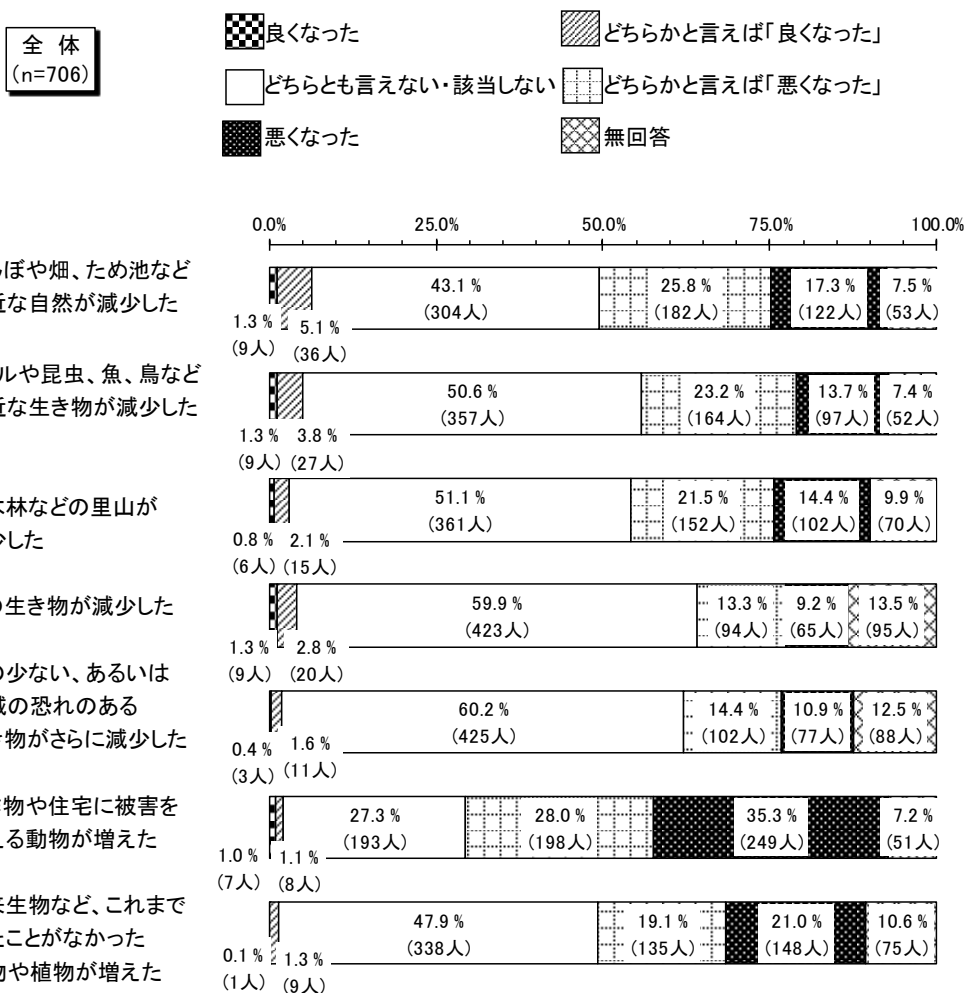 全 体
(n=706)
良くなった
どちらかと言えば「良くなった」
どちらとも言えない・該当しない
どちらかと言えば「悪くなった」
悪くなった
無回答
0.0%
25.0%
50.0%
75.0%
100.0%
ぼや畑、ため池など
近な自然が減少した
1.3 %
(9人)
5.1 %
(36人)
43.1 %
(304人)
25.8 %
(182人)
17.3 %
(122人)
7.5 %
(53人)
ルや昆虫、魚、鳥など
近な生き物が減少した
1.3 %
(9人)
3.8 %
(27人)
50.6 %
(357人)
23.2 %
(164人)
13.7 %
(97人)
7.4 %
(52人)
木林などの里山が
少した
0.8 %
(6人)
2.1 %
(15人)
51.1 %
(361人)
21.5 %
(152人)
14.4 %
(102人)
9.9 %
(70人)
の生き物が減少した
1.3 %
(9人)
2.8 %
(20人)
59.9 %
(423人)
13.3 %
(94人)
9.2 %
(65人)
13.5 %
(95人)
の少ない、あるいは
滅の恐れのある
き物がさらに減少した
0.4 %
(3人)
1.6 %
(11人)
60.2 %
(425人)
14.4 %
(102人)
10.9 %
(77人)
12.5 %
(88人)
作物や住宅に被害を
える動物が増えた
1.0 %
(7人)
1.1 %
(8人)
27.3 %
(193人)
28.0 %
(198人)
35.3 %
(249人)
7.2 %
(51人)
来生物など、これまで
たことがなかった
物や植物が増えた
0.1 %
(1人)
1.3 %
(9人)
47.9 %
(338人)
19.1 %
(135人)
21.0 %
(148人)
10.6 %
(75人)